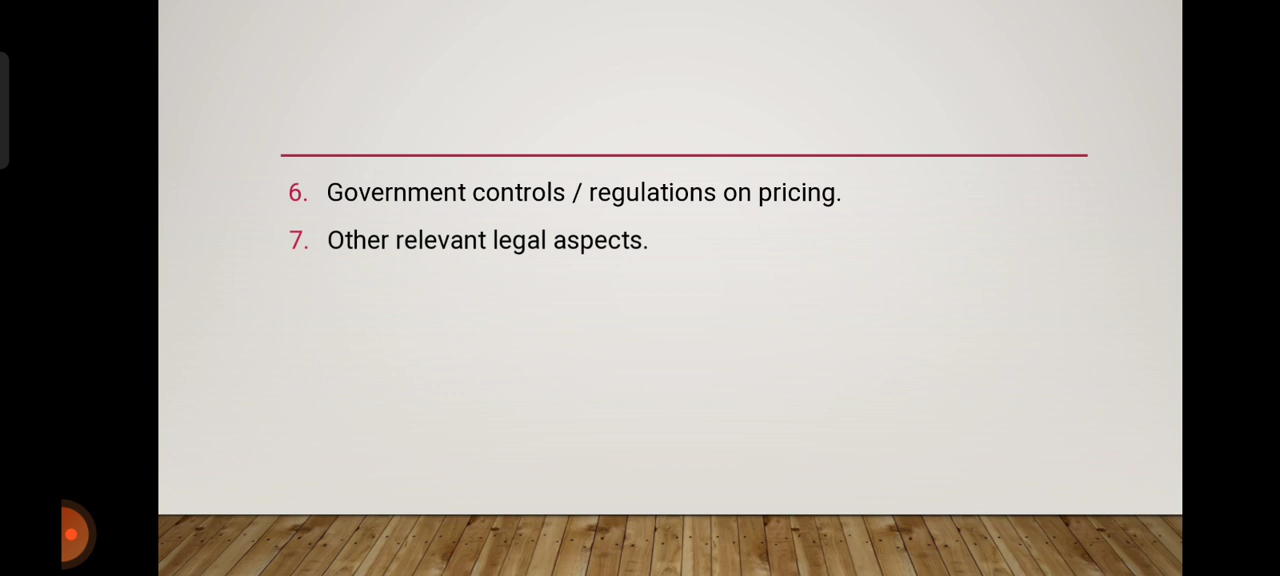 6. Government controls / regulations on pricing.
7. Other relevant legal aspects.